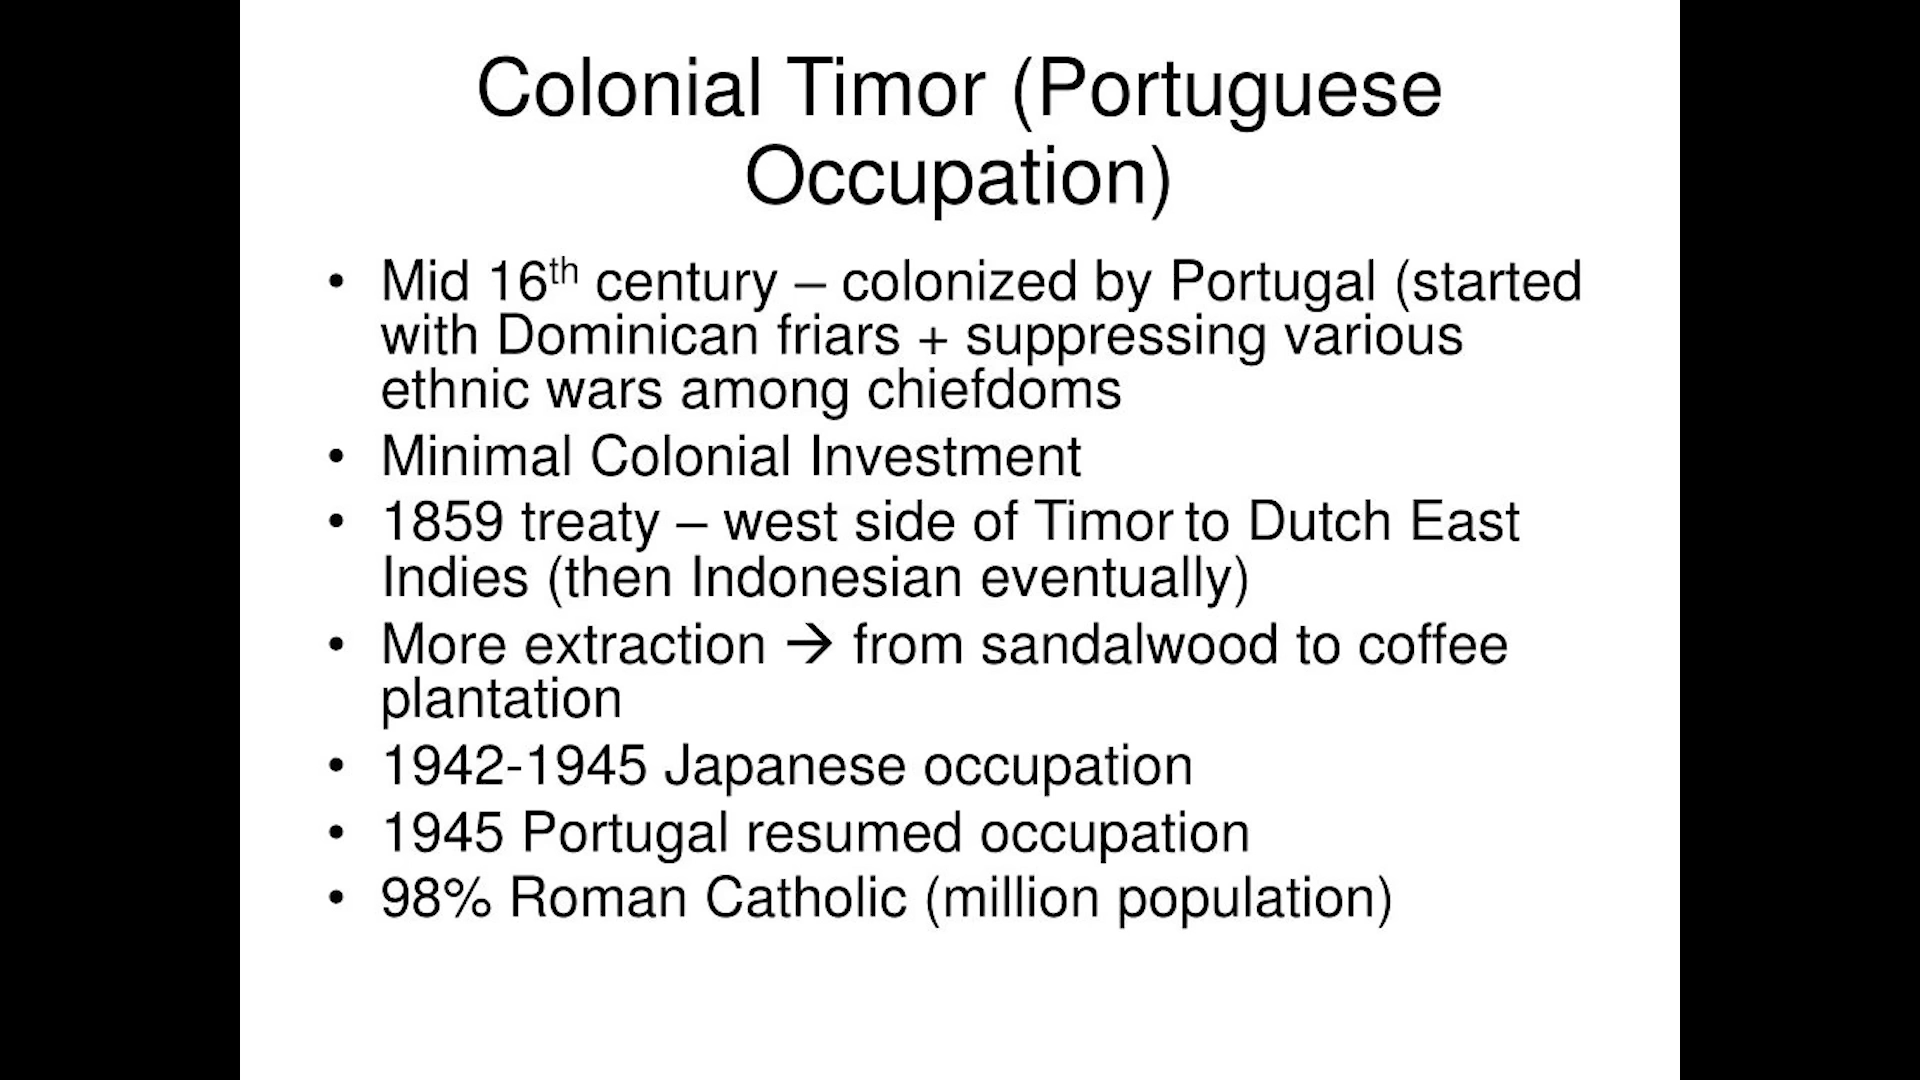 Colonial Timor (Portuguese
Occupation)
• Mid 16th century – colonized by Portugal (started
with Dominican friars + suppressing various
ethnic wars among chiefdoms
• Minimal Colonial Investment
• 1859 treaty – west side of Timor to Dutch East
Indies (then Indonesian eventually)
• More extraction → from sandalwood to coffee
plantation
• 1942-1945 Japanese occupation
• 1945 Portugal resumed occupation
• 98% Roman Catholic (million population)